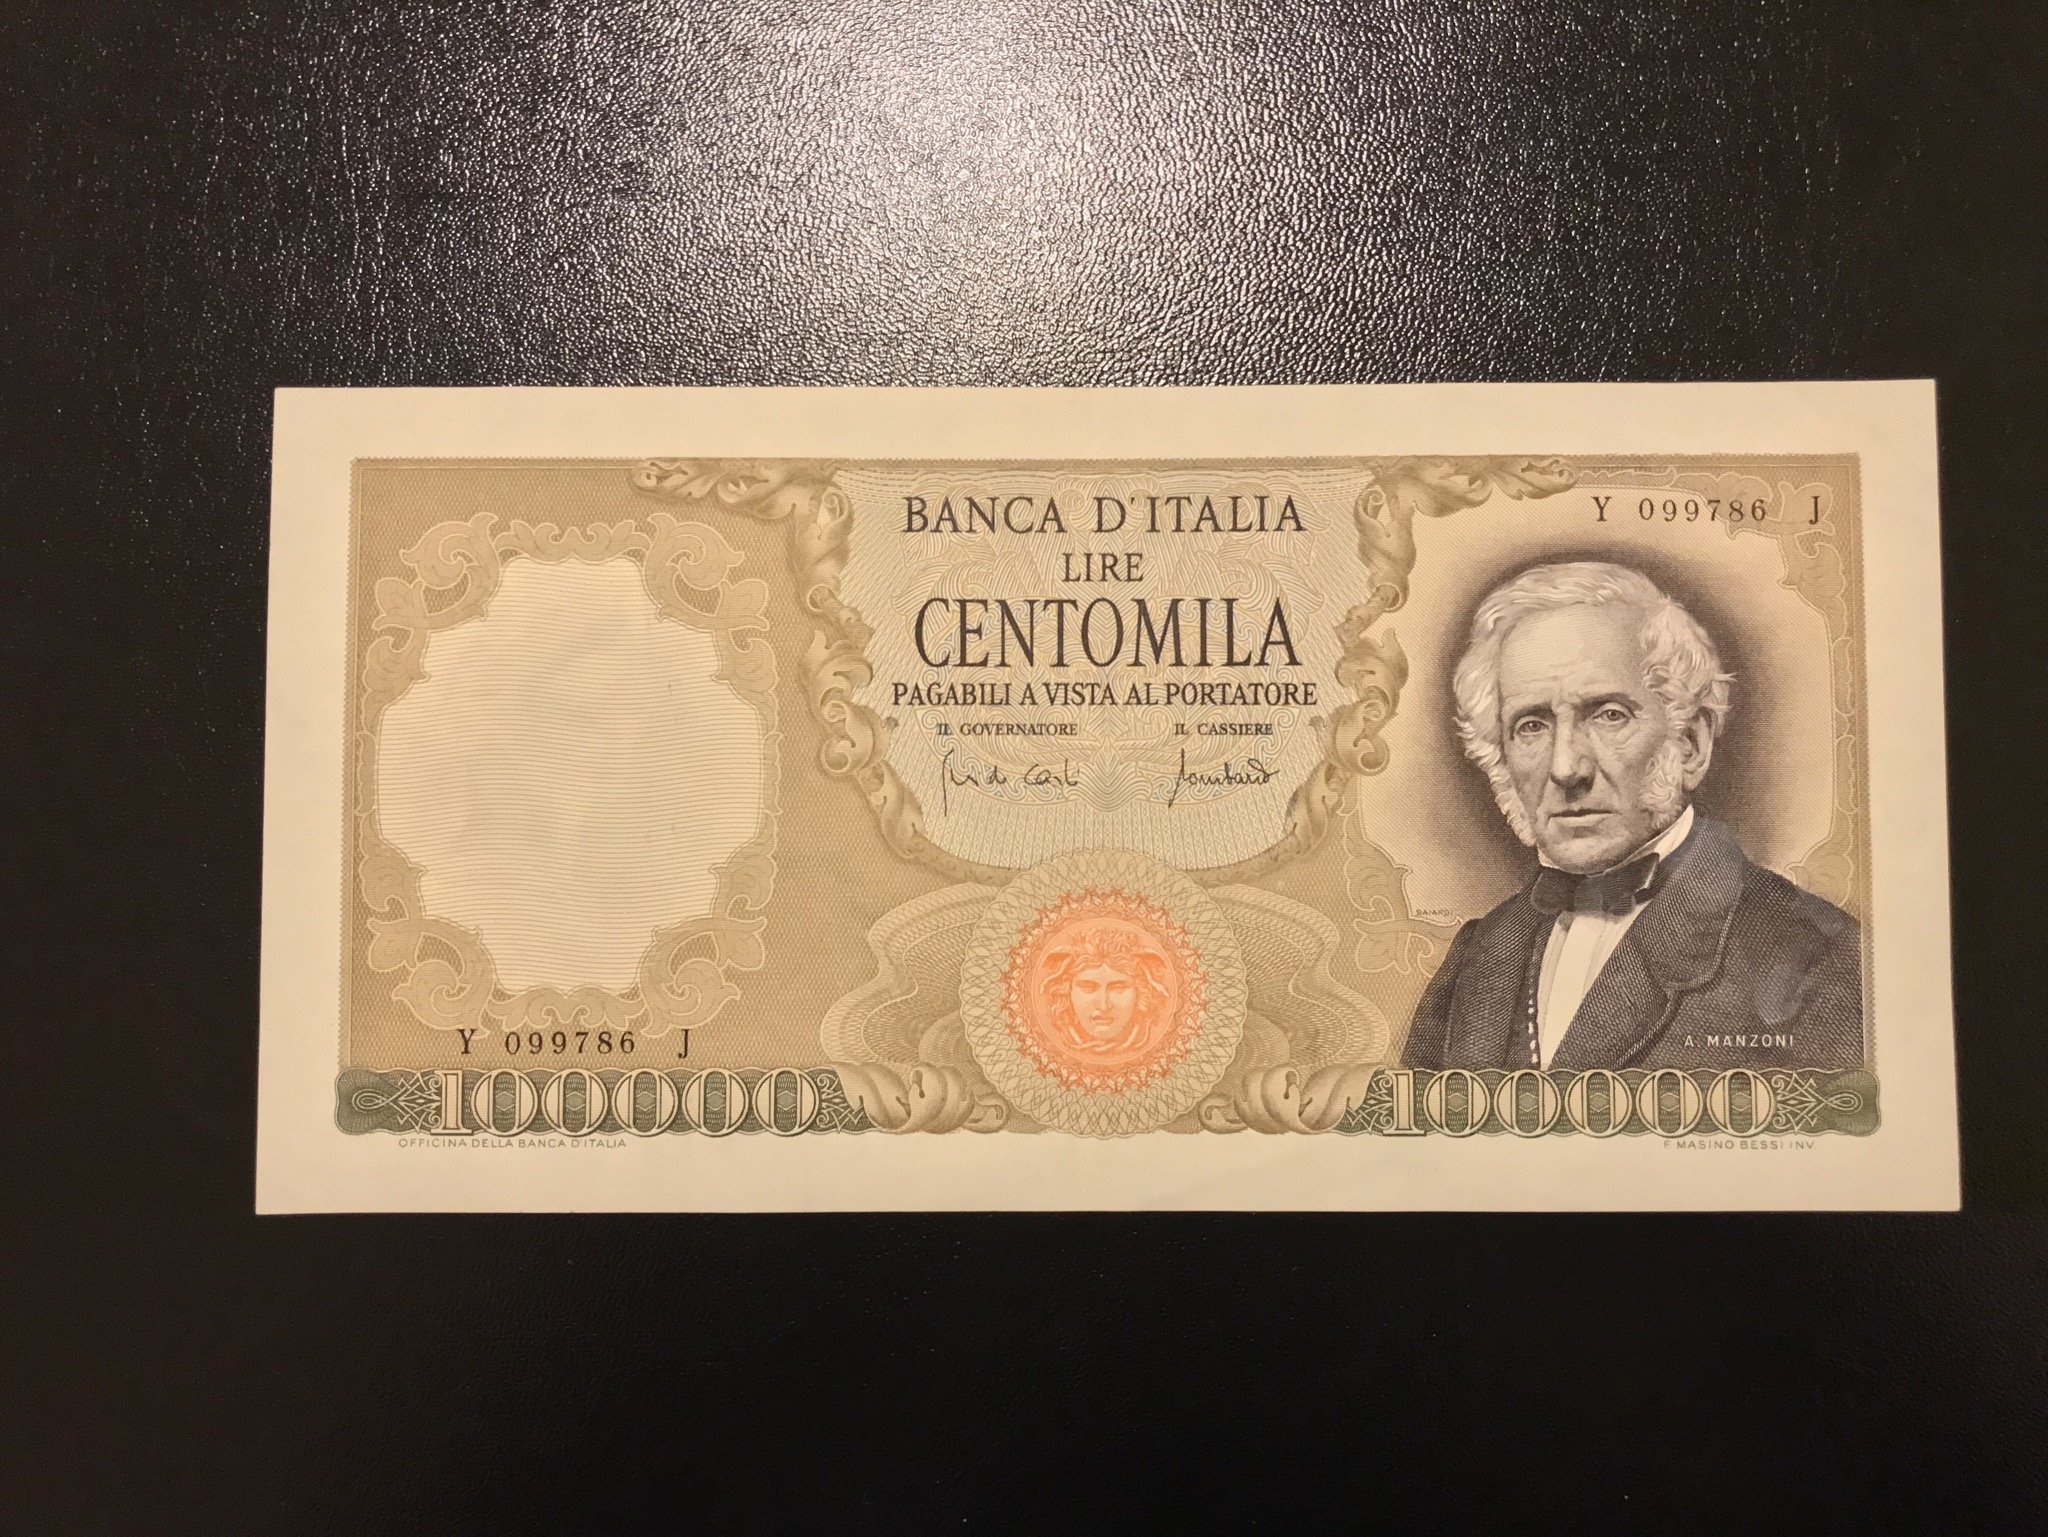 BANCA D'ITALIA
Y 099786 J
LIRE
CENTOMILA
PAGABILI A VISTA AL PORTATORE
IL GOVERNATORE IL CASSIERE
BAIARDI
Y 099786 J
A. MANZONI
100000
100000
OFFICINA DELLA BANCA D'ITALIA
F. MASINO BESSI INV.